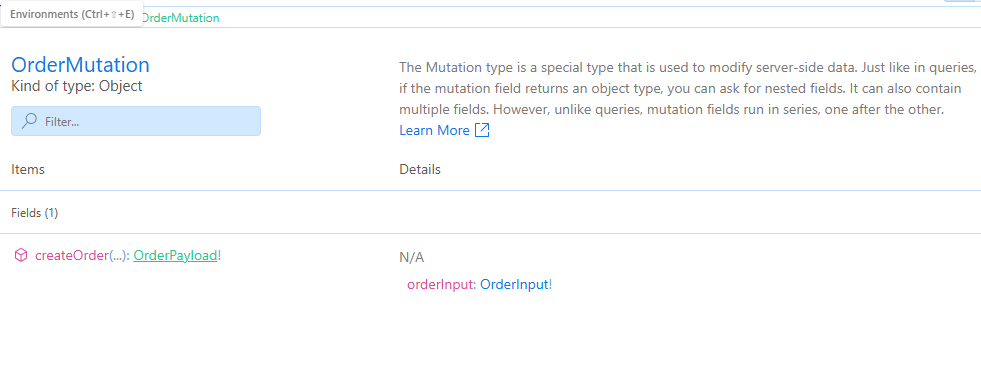 Environments (Ctrl+⇧+E)
OrderMutation
OrderMutation
Kind of type: Object
Filter...
The Mutation type is a special type that is used to modify server-side data. Just like in queries,
if the mutation field returns an object type, you can ask for nested fields. It can also contain
multiple fields. However, unlike queries, mutation fields run in series, one after the other.
Learn More
Items
Details
Fields (1)
createOrder(...): OrderPayload!
N/A
orderInput: OrderInput!